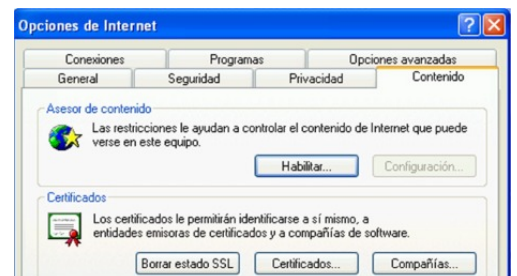 Opciones de Internet
Conexiones Programas Opciones avanzadas
General Seguridad Privacidad Contenido
Asesor de contenido
Las restricciones le ayudan a controlar el contenido de Internet que puede
verse en este equipo.
Habilitar... Configuración...
Certificados
Los certificados le permitirán identificarse a sí mismo, a
entidades emisoras de certificados y a compañías de software.
Borrar estado SSL Certificados... Compañías...